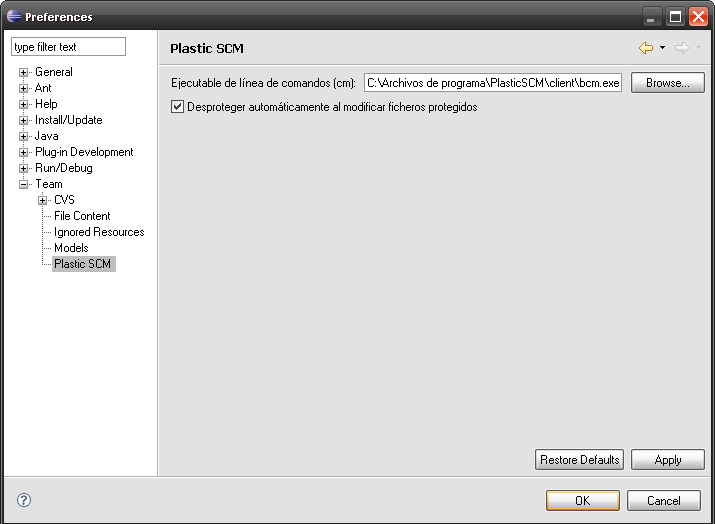 Preferences
type filter text
General
Ant
Help
Install/Update
Java
Plug-in Development
Run/Debug
Team
CVS
File Content
Ignored Resources
Models
Plastic SCM
Plastic SCM
Ejecutable de línea de comandos (cm): C:\Archivos de programa\PlasticSCM\client\bcm.exe Browse...
Desproteger automáticamente al modificar ficheros protegidos
Restore Defaults Apply
OK Cancel